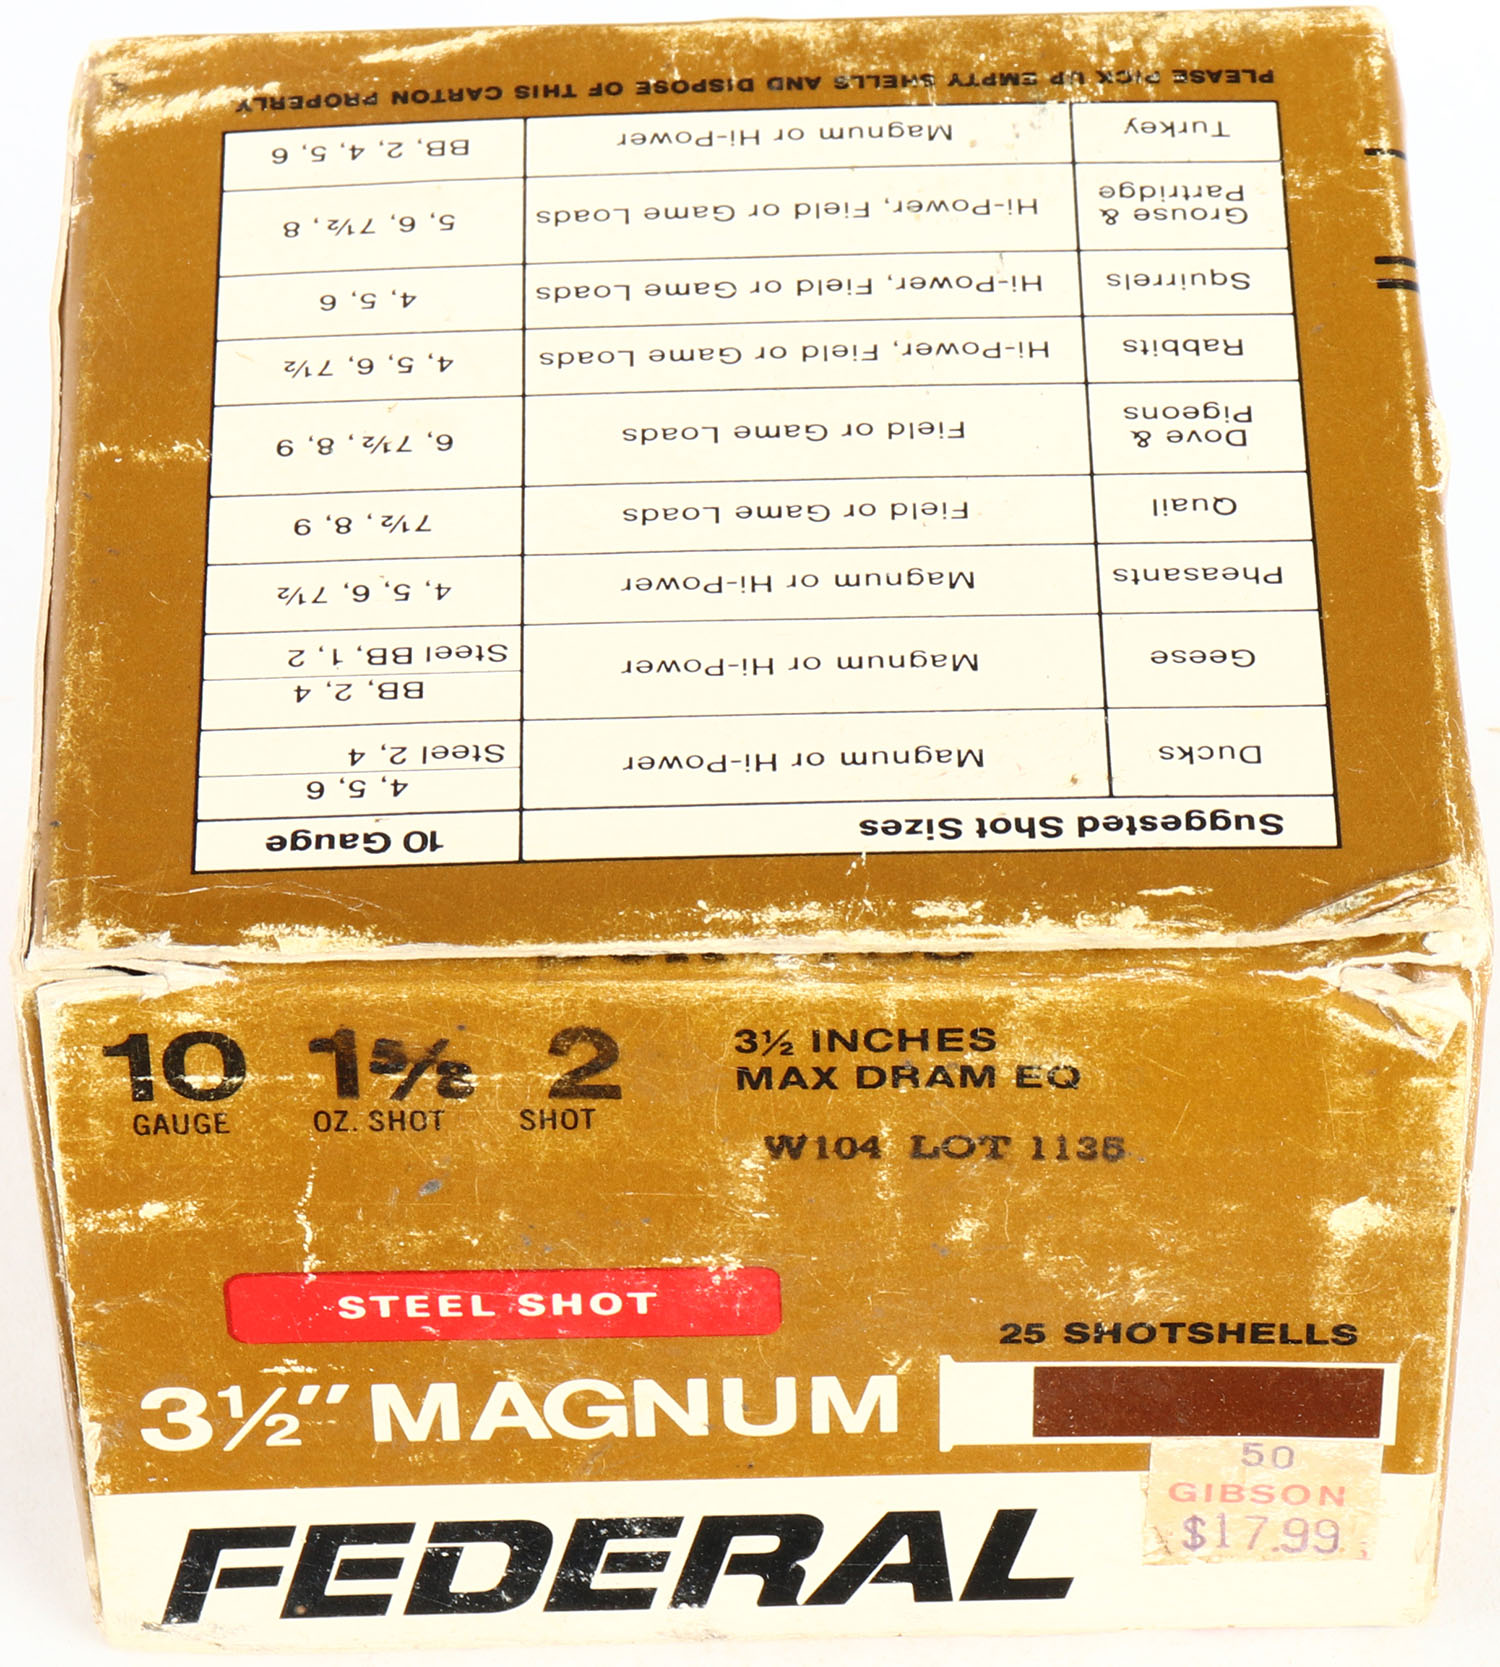 10 GAUGE
1 5/8 OZ. SHOT
2 SHOT
3½ INCHES
MAX DRAM EQ
W104 LOT 1135
STEEL SHOT
25 SHOTSHELLS
3½" MAGNUM
50
GIBSON
$17.99
FEDERAL
Suggested Shot Sizes 10 Gauge
Ducks Magnum or Hi-Power 4, 5, 6
Steel 2, 4
Geese Magnum or Hi-Power BB, 2, 4
Steel BB, 1, 2
Pheasants Magnum or Hi-Power 4, 5, 6, 7½
Quail Field or Game Loads 7½, 8, 9
Dove &
Pigeons Field or Game Loads 6, 7½, 8, 9
Rabbits Hi-Power, Field or Game Loads 4, 5, 6, 7½
Squirrels Hi-Power, Field or Game Loads 4, 5, 6
Grouse &
Partridge Hi-Power, Field or Game Loads 5, 6, 7½, 8
Turkey Magnum or Hi-Power BB, 2, 4, 5, 6
PLEASE PICK UP EMPTY SHELLS AND DISPOSE OF THIS CARTON PROPERLY